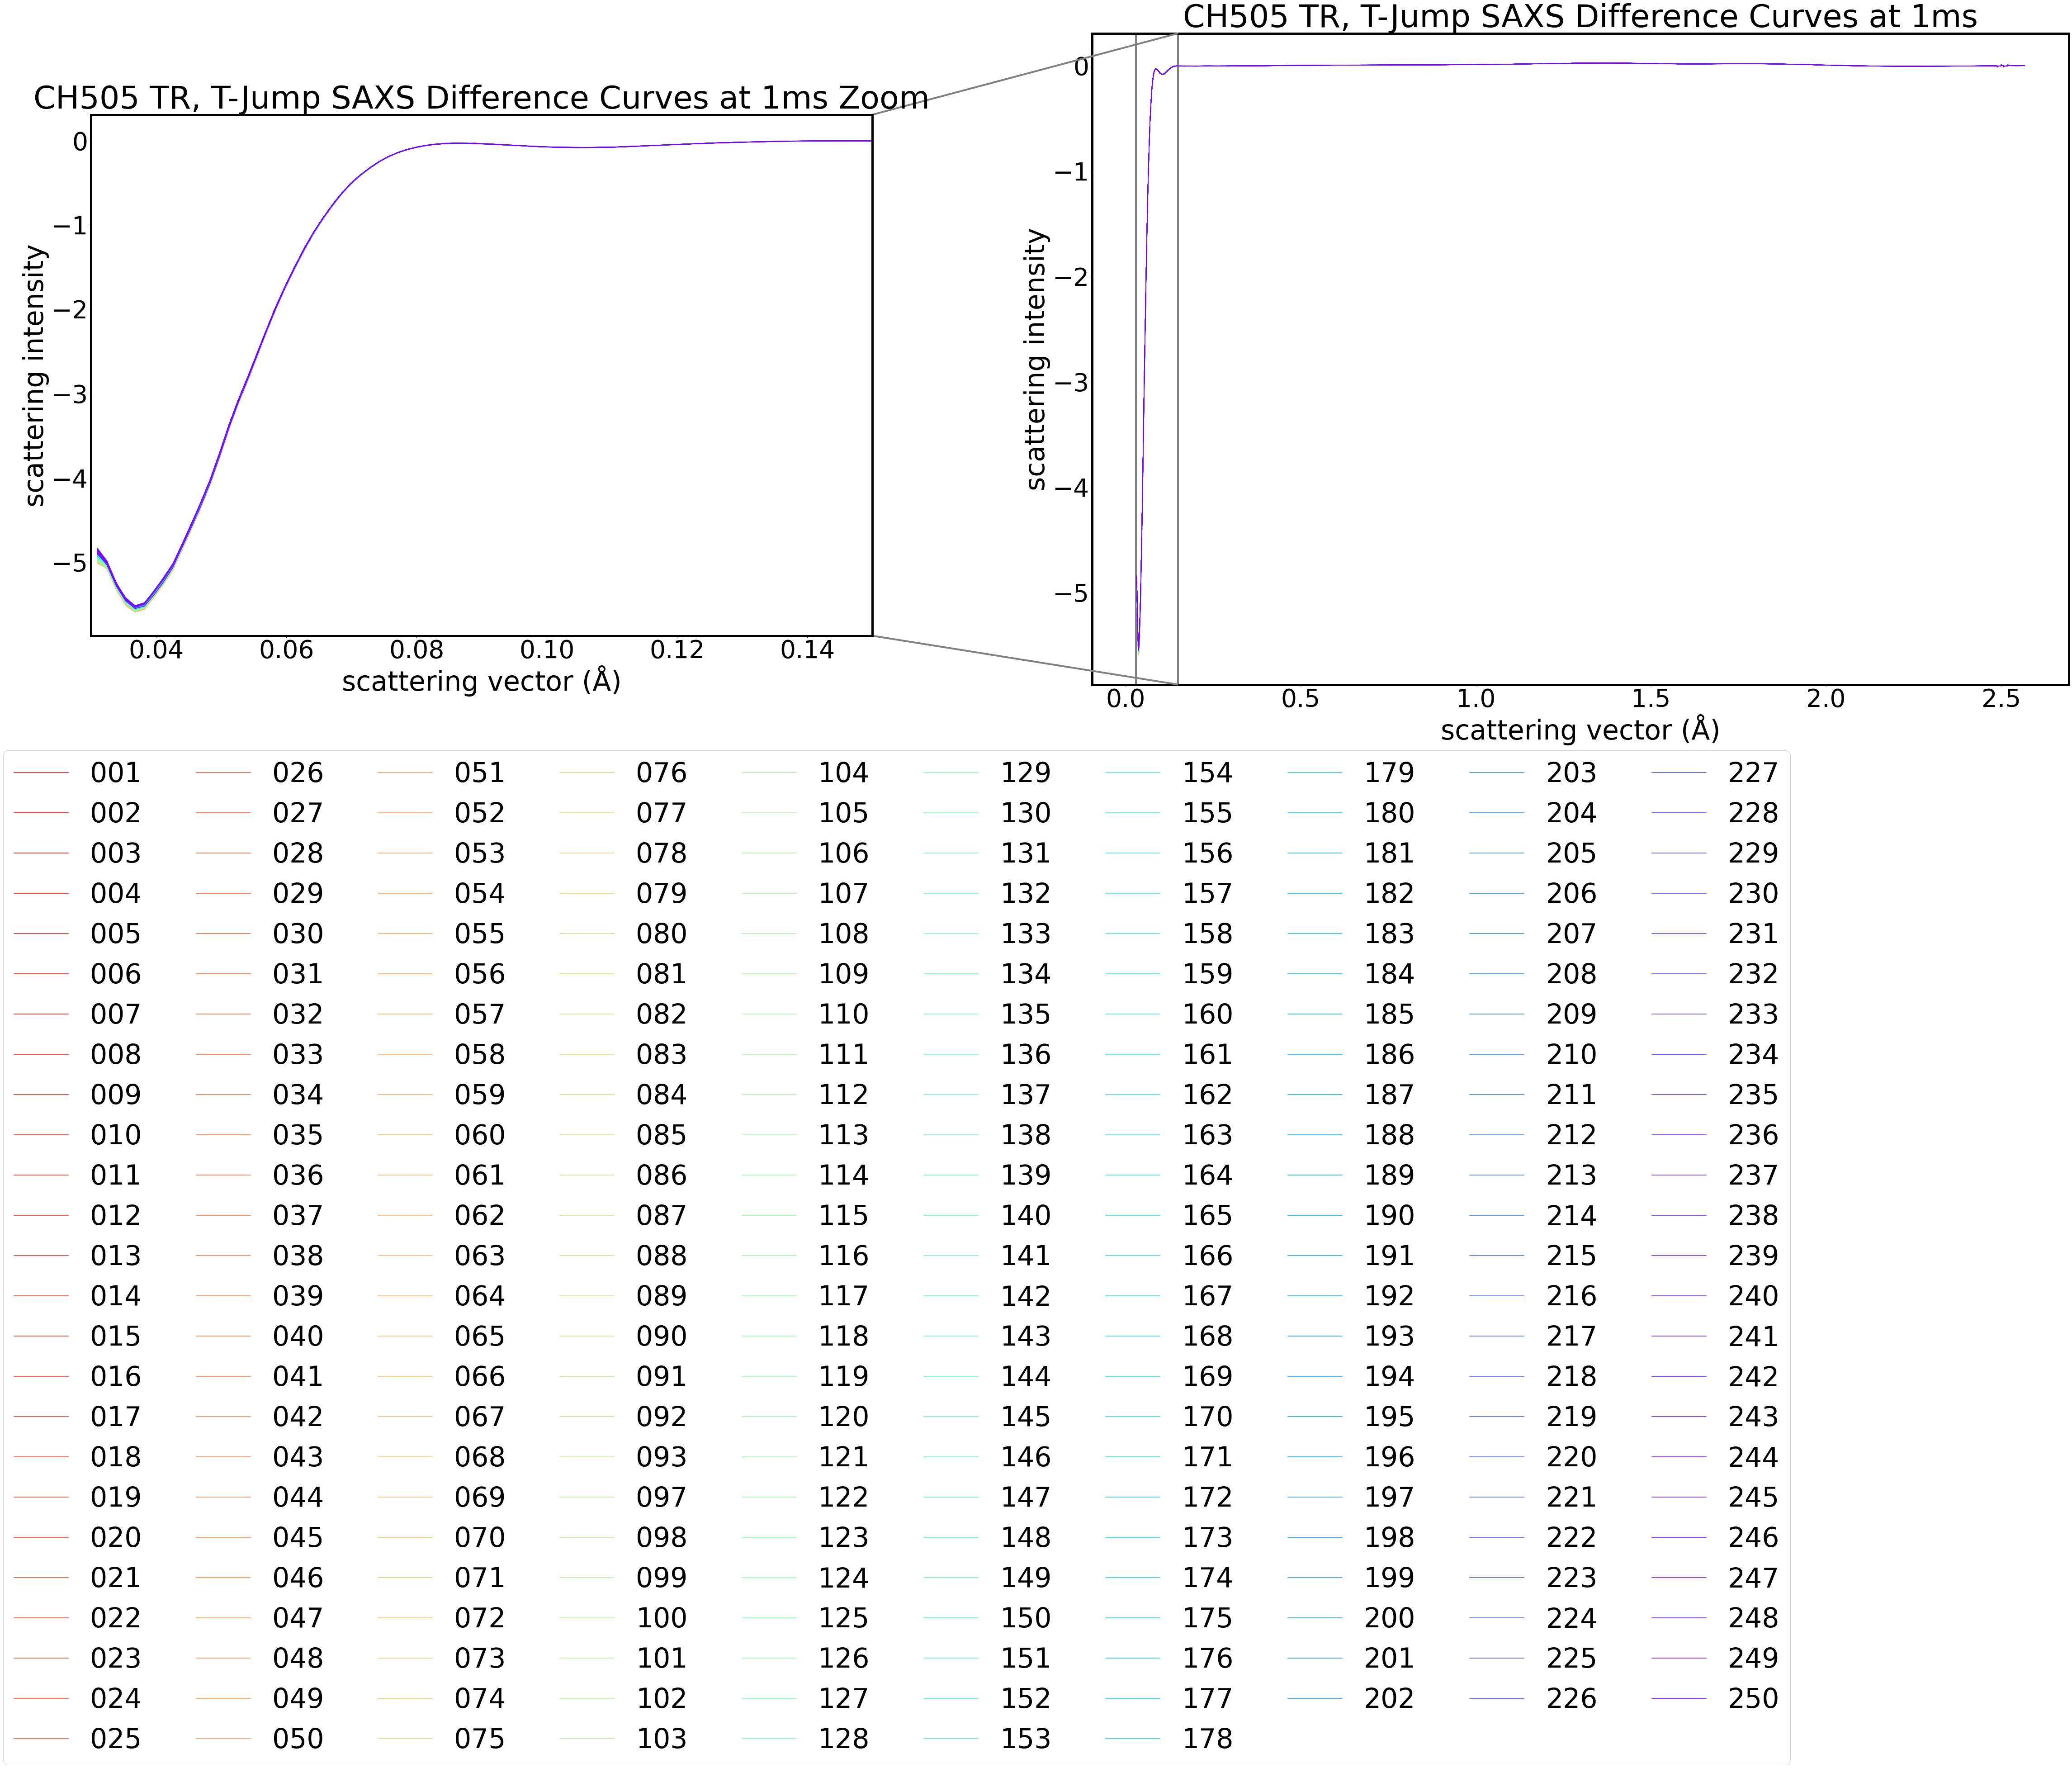 CH505 TR, T-Jump SAXS Difference Curves at 1ms Zoom
scattering intensity
0
−1
−2
−3
−4
−5
0.04 0.06 0.08 0.10 0.12 0.14
scattering vector (Å)
CH505 TR, T-Jump SAXS Difference Curves at 1ms
scattering intensity
0
−1
−2
−3
−4
−5
0.0 0.5 1.0 1.5 2.0 2.5
scattering vector (Å)
001 026 051 076 104 129 154 179 203 227
002 027 052 077 105 130 155 180 204 228
003 028 053 078 106 131 156 181 205 229
004 029 054 079 107 132 157 182 206 230
005 030 055 080 108 133 158 183 207 231
006 031 056 081 109 134 159 184 208 232
007 032 057 082 110 135 160 185 209 233
008 033 058 083 111 136 161 186 210 234
009 034 059 084 112 137 162 187 211 235
010 035 060 085 113 138 163 188 212 236
011 036 061 086 114 139 164 189 213 237
012 037 062 087 115 140 165 190 214 238
013 038 063 088 116 141 166 191 215 239
014 039 064 089 117 142 167 192 216 240
015 040 065 090 118 143 168 193 217 241
016 041 066 091 119 144 169 194 218 242
017 042 067 092 120 145 170 195 219 243
018 043 068 093 121 146 171 196 220 244
019 044 069 097 122 147 172 197 221 245
020 045 070 098 123 148 173 198 222 246
021 046 071 099 124 149 174 199 223 247
022 047 072 100 125 150 175 200 224 248
023 048 073 101 126 151 176 201 225 249
024 049 074 102 127 152 177 202 226 250
025 050 075 103 128 153 178